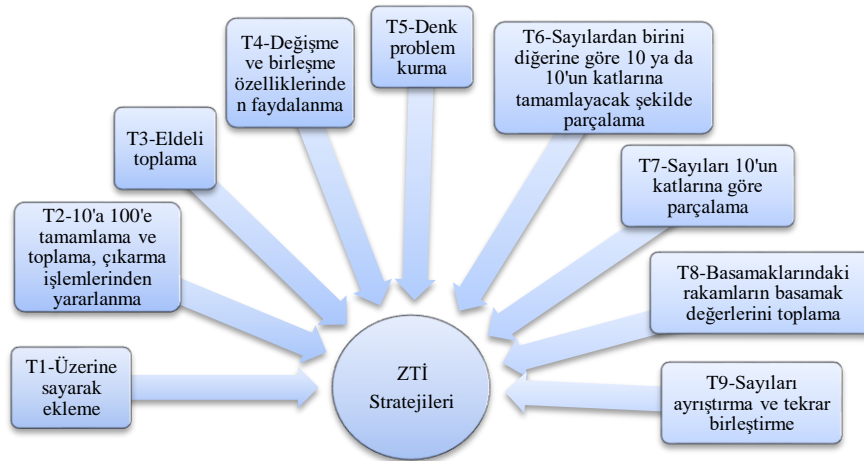 T1-Üzerine
sayarak
ekleme
T2-10'a 100'e
tamamlama ve
toplama, çıkarma
işlemlerinden
yararlanma
T3-Eldeli
toplama
T4-Değişme
ve birleşme
özelliklerinde
n faydalanma
T5-Denk
problem
kurma
T6-Sayılardan birini
diğerine göre 10 ya da
10'un katlarına
tamamlayacak şekilde
parçalama
T7-Sayıları 10'un
katlarına göre
parçalama
T8-Basamaklarındaki
rakamların basamak
değerlerini toplama
T9-Sayıları
ayrıştırma ve tekrar
birleştirme
ZTİ
Stratejileri